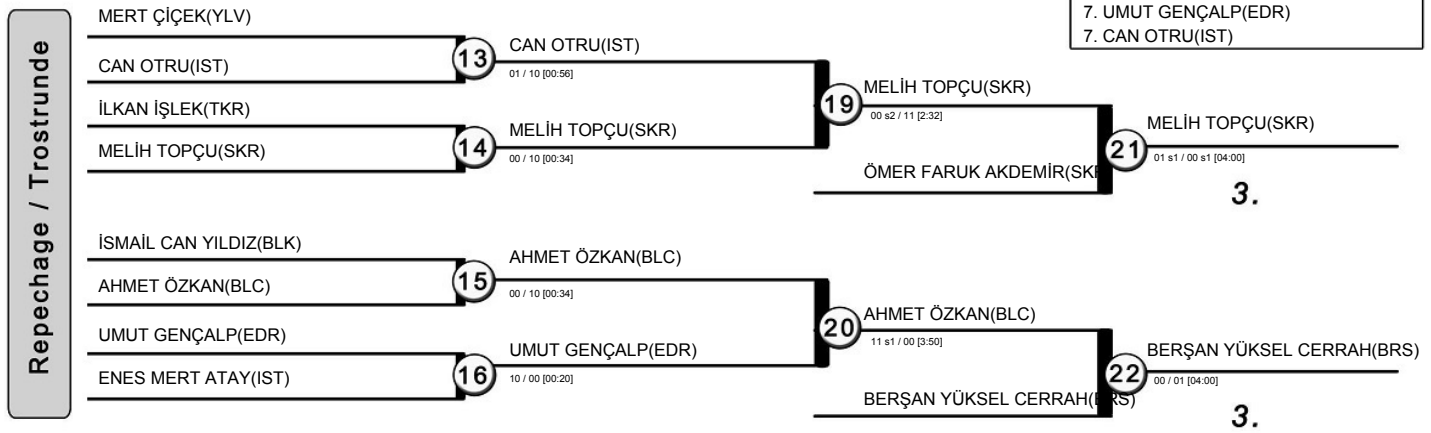 7. UMUT GENÇALP(EDR)
7. CAN OTRU(IST)
Repechage / Trostrunde
MERT ÇİÇEK(YLV)
CAN OTRU(IST)
13
CAN OTRU(IST)
01 / 10 [00:56]
İLKAN İŞLEK(TKR)
MELİH TOPÇU(SKR)
14
MELİH TOPÇU(SKR)
00 / 10 [00:34]
19
MELİH TOPÇU(SKR)
00 s2 / 11 [2:32]
ÖMER FARUK AKDEMİR(SK
21
MELİH TOPÇU(SKR)
01 s1 / 00 s1 [04:00]
3.
İSMAİL CAN YILDIZ(BLK)
AHMET ÖZKAN(BLC)
15
AHMET ÖZKAN(BLC)
00 / 10 [00:34]
UMUT GENÇALP(EDR)
ENES MERT ATAY(IST)
16
UMUT GENÇALP(EDR)
10 / 00 [00:20]
20
AHMET ÖZKAN(BLC)
11 s1 / 00 [3:50]
BERŞAN YÜKSEL CERRAH(BRS)
22
BERŞAN YÜKSEL CERRAH(BRS)
00 / 01 [04:00]
3.